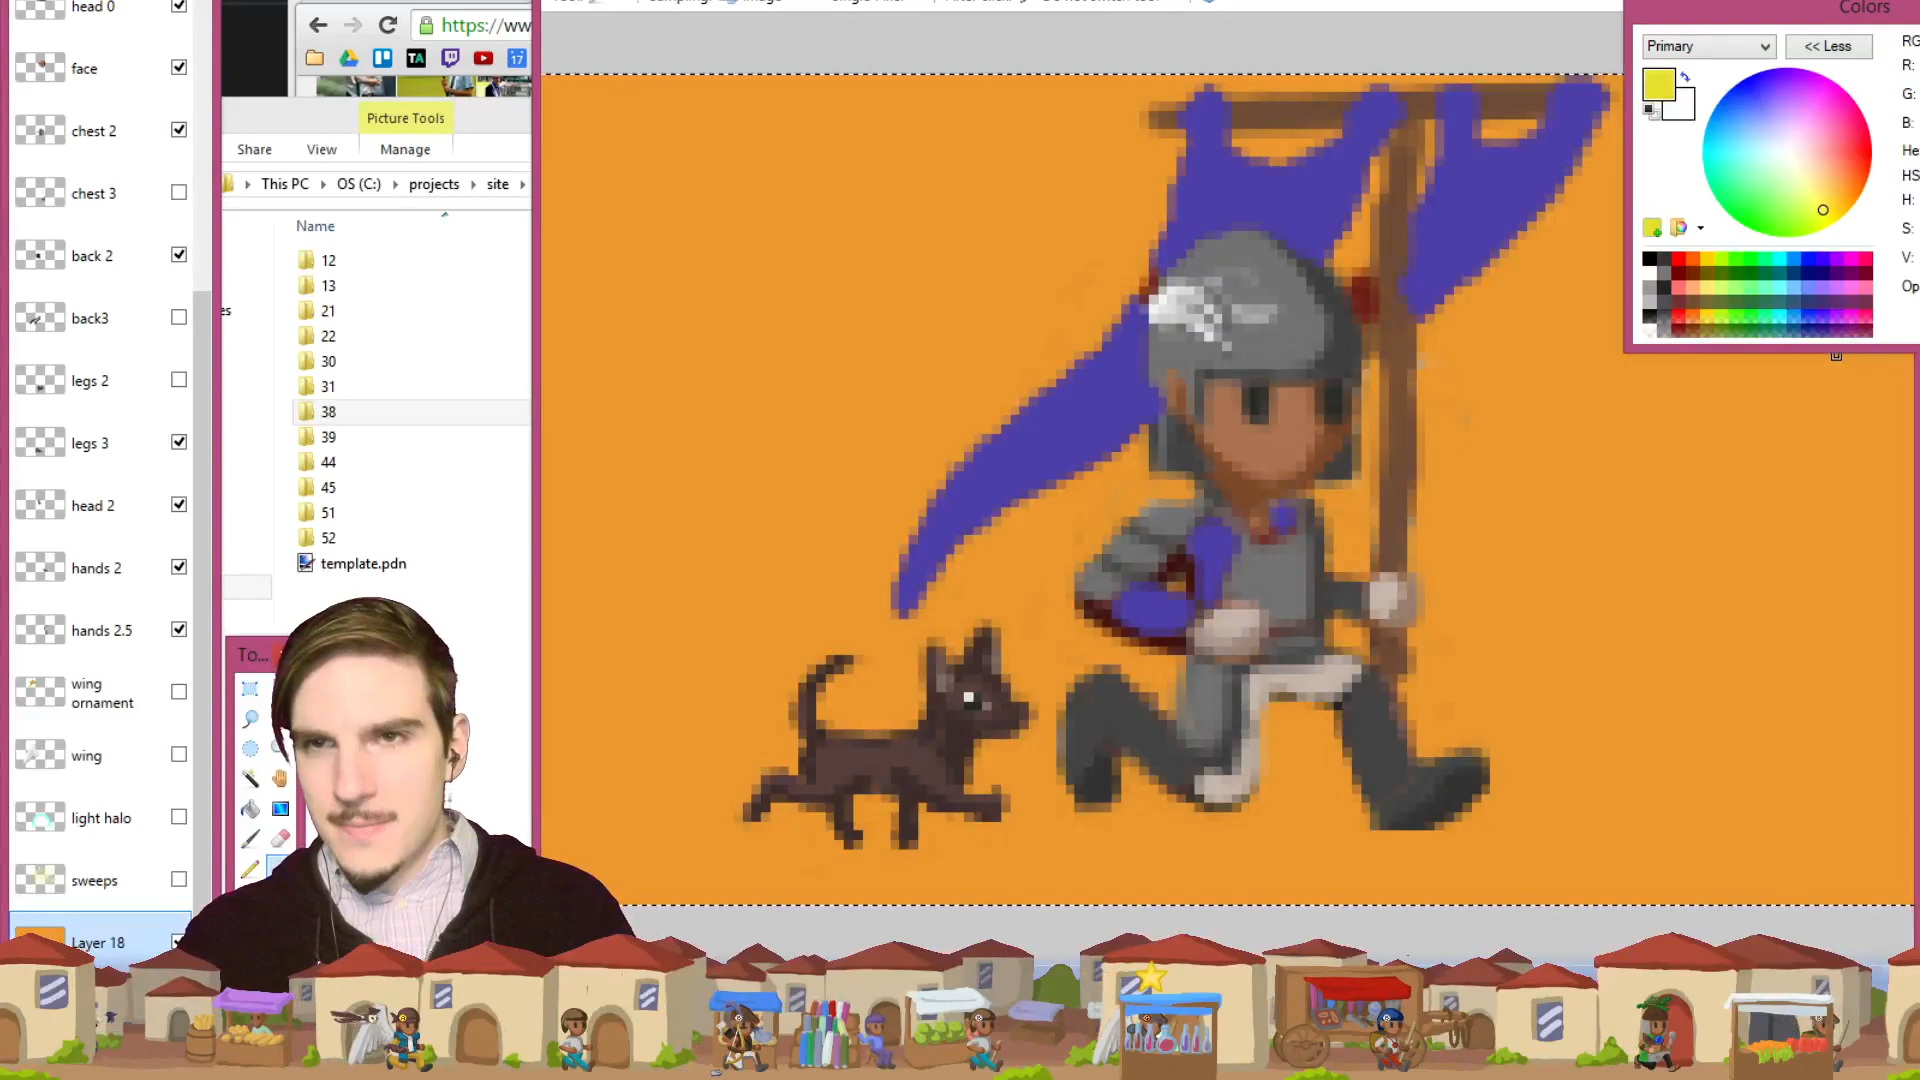 head 0
face
chest 2
chest 3
back 2
back3
legs 2
legs 3
head 2
hands 2
hands 2.5
wing
ornament
wing
light halo
sweeps
Layer 18
https://ww
TA
17
Picture Tools
Share View Manage
This PC OS (C:) projects site
Name
12
13
21
22
30
31
38
39
44
45
51
52
template.pdn
es
To...
Colors
Primary
<< Less
RG
R:
G:
B:
He
HS
H:
S:
V:
Op